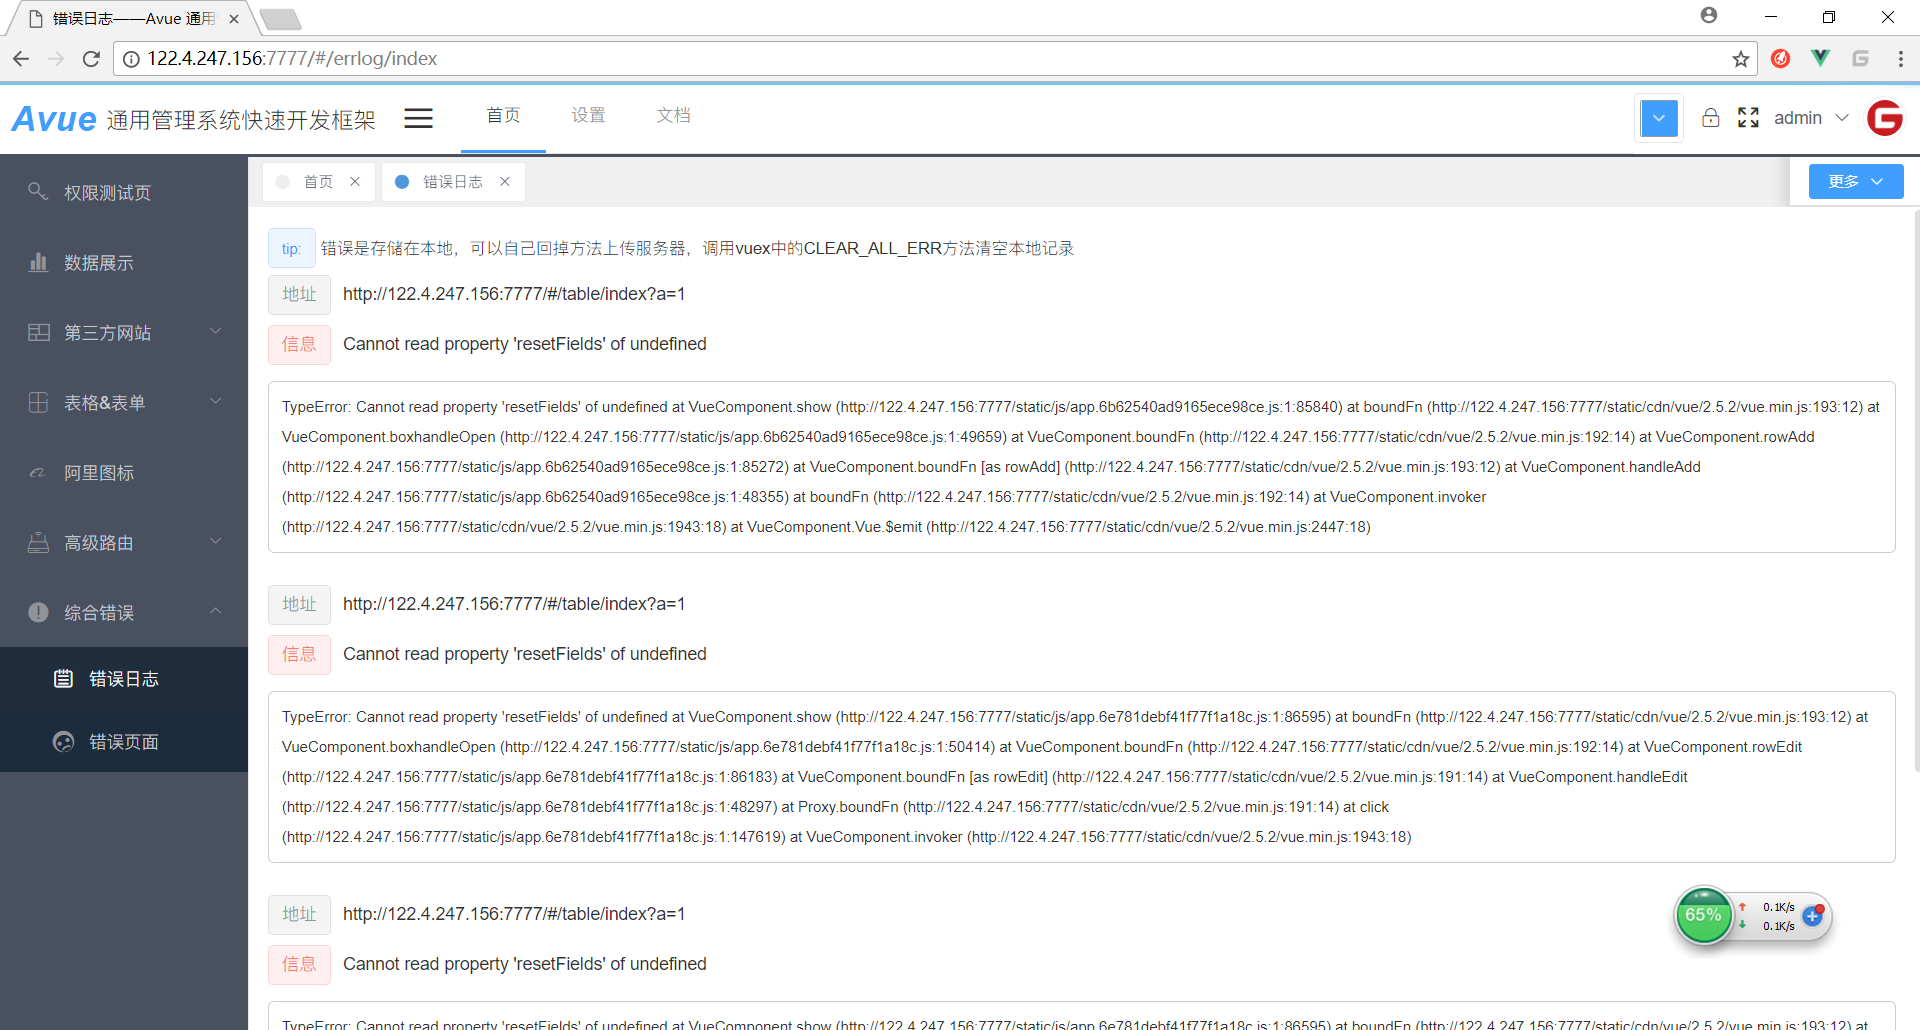 错误日志——Avue 通用
122.4.247.156:7777/#/errlog/index
Avue 通用管理系统快速开发框架
首页
设置
文档
admin
权限测试页
数据展示
第三方网站
表格&表单
阿里图标
高级路由
综合错误
错误日志
错误页面
首页
错误日志
更多
tip: 错误是存储在本地，可以自己回掉方法上传服务器，调用vuex中的CLEAR_ALL_ERR方法清空本地记录
地址 http://122.4.247.156:7777/#/table/index?a=1
信息 Cannot read property 'resetFields' of undefined
TypeError: Cannot read property 'resetFields' of undefined at VueComponent.show (http://122.4.247.156:7777/static/js/app.6b62540ad9165ece98ce.js:1:85840) at boundFn (http://122.4.247.156:7777/static/cdn/vue/2.5.2/vue.min.js:193:12) at
VueComponent.boxhandleOpen (http://122.4.247.156:7777/static/js/app.6b62540ad9165ece98ce.js:1:49659) at VueComponent.boundFn (http://122.4.247.156:7777/static/cdn/vue/2.5.2/vue.min.js:192:14) at VueComponent.rowAdd
(http://122.4.247.156:7777/static/js/app.6b62540ad9165ece98ce.js:1:85272) at VueComponent.boundFn [as rowAdd] (http://122.4.247.156:7777/static/cdn/vue/2.5.2/vue.min.js:193:12) at VueComponent.handleAdd
(http://122.4.247.156:7777/static/js/app.6b62540ad9165ece98ce.js:1:48355) at boundFn (http://122.4.247.156:7777/static/cdn/vue/2.5.2/vue.min.js:192:14) at VueComponent.invoker
(http://122.4.247.156:7777/static/cdn/vue/2.5.2/vue.min.js:1943:18) at VueComponent.Vue.$emit (http://122.4.247.156:7777/static/cdn/vue/2.5.2/vue.min.js:2447:18)
地址 http://122.4.247.156:7777/#/table/index?a=1
信息 Cannot read property 'resetFields' of undefined
TypeError: Cannot read property 'resetFields' of undefined at VueComponent.show (http://122.4.247.156:7777/static/js/app.6e781debf41f77f1a18c.js:1:86595) at boundFn (http://122.4.247.156:7777/static/cdn/vue/2.5.2/vue.min.js:193:12) at
VueComponent.boxhandleOpen (http://122.4.247.156:7777/static/js/app.6e781debf41f77f1a18c.js:1:50414) at VueComponent.boundFn (http://122.4.247.156:7777/static/cdn/vue/2.5.2/vue.min.js:192:14) at VueComponent.rowEdit
(http://122.4.247.156:7777/static/js/app.6e781debf41f77f1a18c.js:1:86183) at VueComponent.boundFn [as rowEdit] (http://122.4.247.156:7777/static/cdn/vue/2.5.2/vue.min.js:191:14) at VueComponent.handleEdit
(http://122.4.247.156:7777/static/js/app.6e781debf41f77f1a18c.js:1:48297) at Proxy.boundFn (http://122.4.247.156:7777/static/cdn/vue/2.5.2/vue.min.js:191:14) at click
(http://122.4.247.156:7777/static/js/app.6e781debf41f77f1a18c.js:1:147619) at VueComponent.invoker (http://122.4.247.156:7777/static/cdn/vue/2.5.2/vue.min.js:1943:18)
地址 http://122.4.247.156:7777/#/table/index?a=1
信息 Cannot read property 'resetFields' of undefined
TypeError: Cannot read property 'resetFields' of undefined at VueComponent.show (http://122.4.247.156:7777/static/js/app.6e781debf41f77f1a18c.js:1:86595) at boundFn (http://122.4.247.156:7777/static/cdn/vue/2.5.2/vue.min.js:193:12) at
65%
0.1K/s
0.1K/s